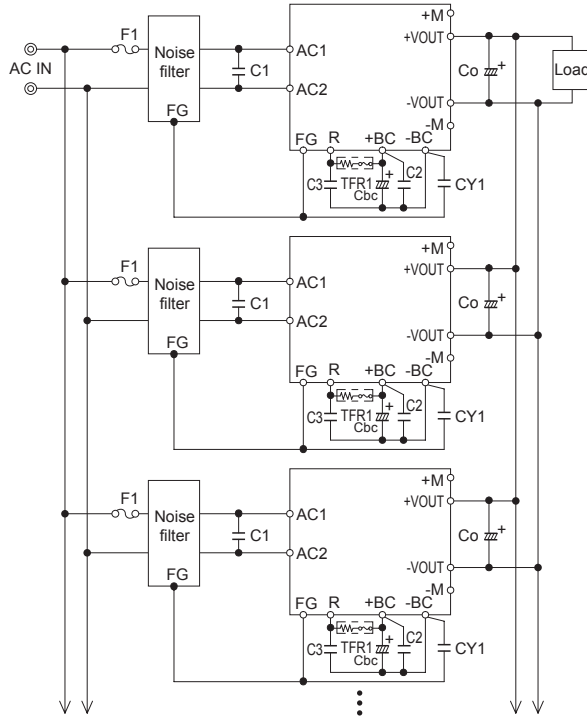 F1
AC IN
Noise
filter
FG
C1
AC1
AC2
+M
+VOUT
-VOUT
-M
Co
+
Load
FG
R
+BC
-BC
C3
TFR1
Cbc
+
C2
CY1
F1
Noise
filter
FG
C1
AC1
AC2
+M
+VOUT
-VOUT
-M
Co
+
FG
R
+BC
-BC
C3
TFR1
Cbc
+
C2
CY1
F1
Noise
filter
FG
C1
AC1
AC2
+M
+VOUT
-VOUT
-M
Co
+
FG
R
+BC
-BC
C3
TFR1
Cbc
+
C2
CY1